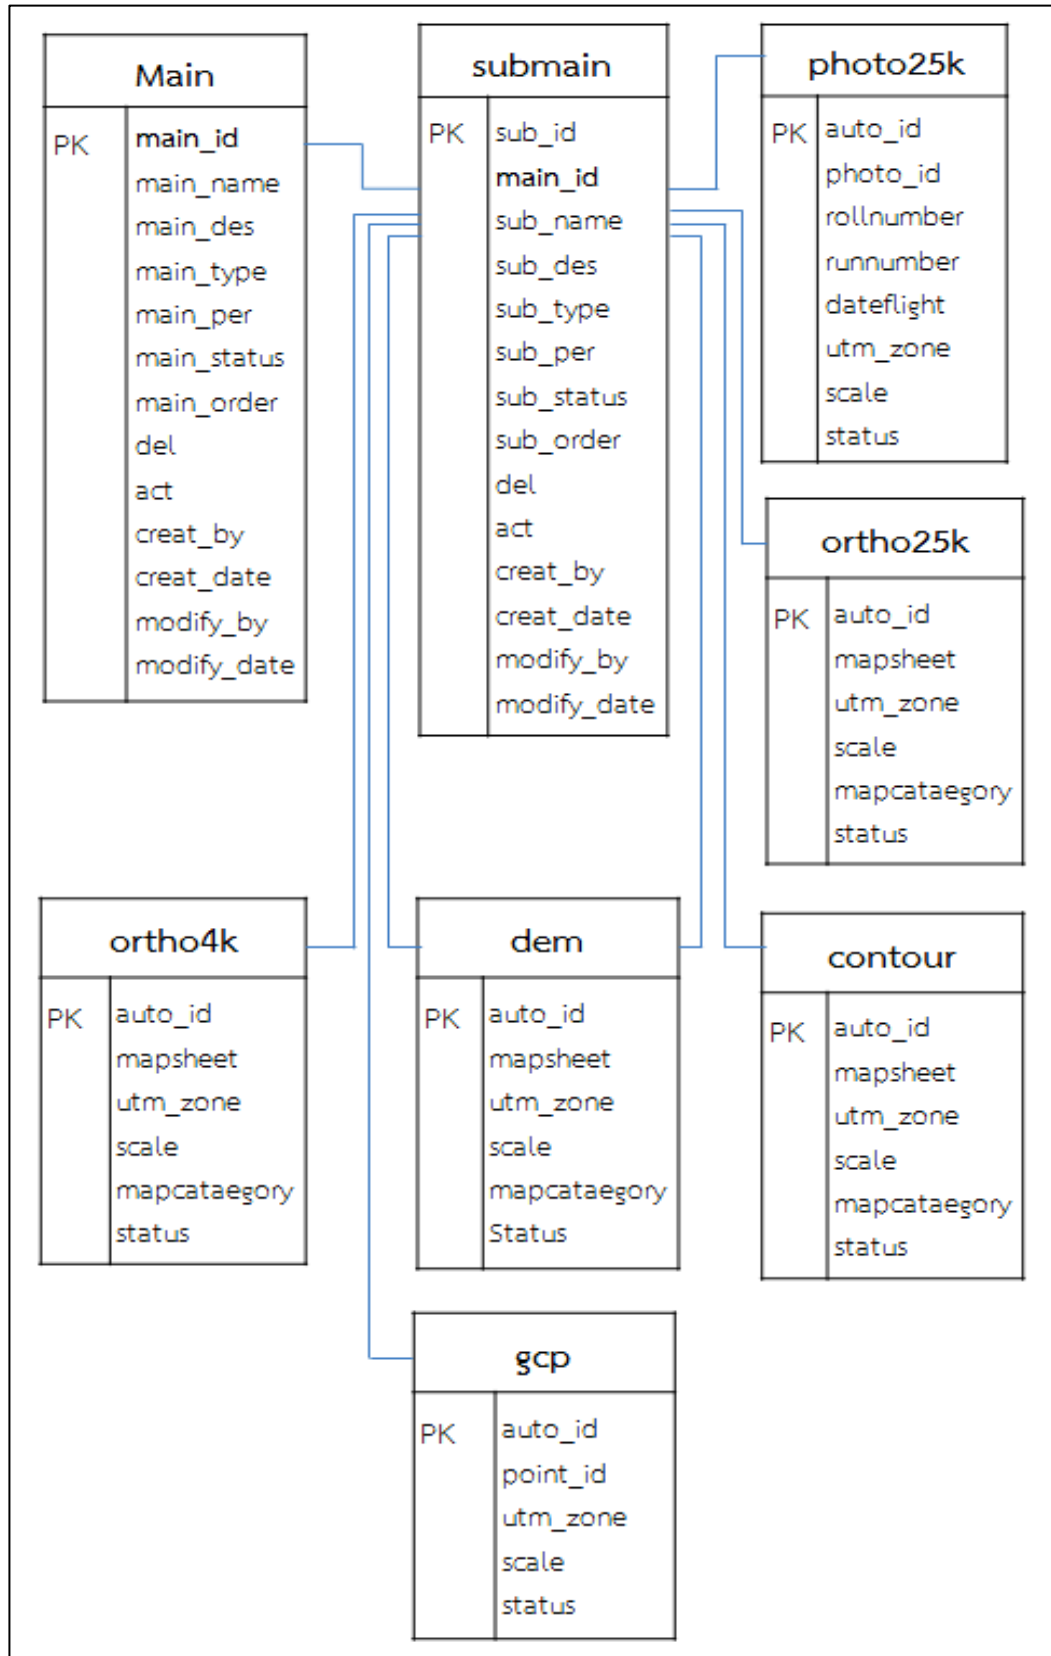 Main
PK main_id
main_name
main_des
main_type
main_per
main_status
main_order
del
act
creat_by
creat_date
modify_by
modify_date
submain
PK sub_id
main_id
sub_name
sub_des
sub_type
sub_per
sub_status
sub_order
del
act
creat_by
creat_date
modify_by
modify_date
photo25k
PK auto_id
photo_id
rollnumber
runnumber
dateflight
utm_zone
scale
status
ortho25k
PK auto_id
mapsheet
utm_zone
scale
mapcataegory
status
ortho4k
PK auto_id
mapsheet
utm_zone
scale
mapcataegory
status
dem
PK auto_id
mapsheet
utm_zone
scale
mapcataegory
Status
contour
PK auto_id
mapsheet
utm_zone
scale
mapcataegory
status
gcp
PK auto_id
point_id
utm_zone
scale
status